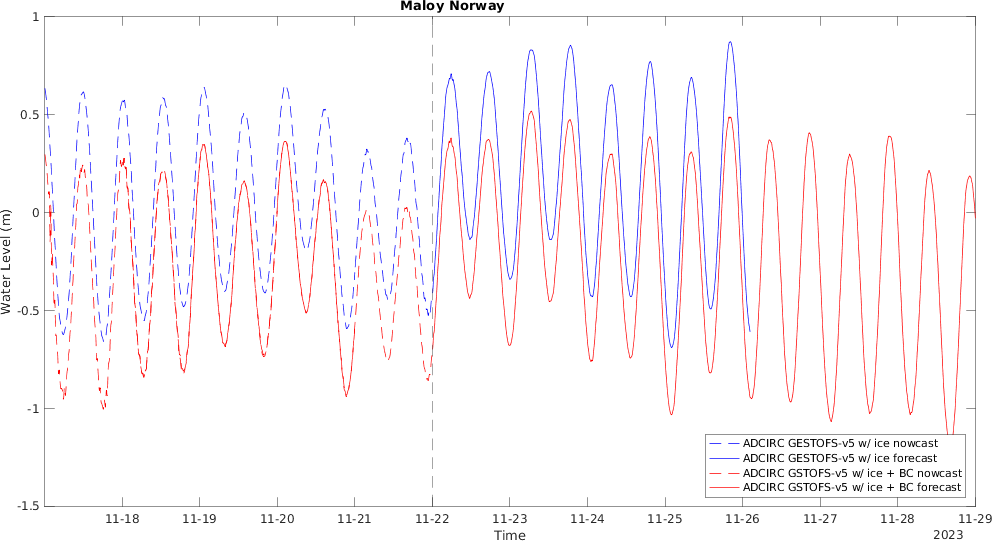 Maloy Norway
1
0.5
0
-0.5
-1
-1.5
Water Level (m)
ADCIRC GESTOFS-v5 w/ ice nowcast
ADCIRC GESTOFS-v5 w/ ice forecast
ADCIRC GSTOFS-v5 w/ ice + BC nowcast
ADCIRC GSTOFS-v5 w/ ice + BC forecast
11-18 11-19 11-20 11-21 11-22 11-23 11-24 11-25 11-26 11-27 11-28 11-29
Time
2023